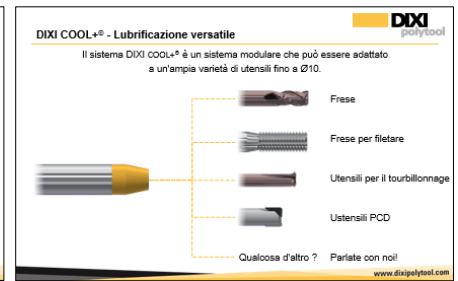 DIXI
polytool
DIXI COOL+® - Lubrificazione versatile
Il sistema DIXI COOL+® è un sistema modulare che può essere adattato
a un'ampia varietà di utensili fino a Ø10.
Frese
Frese per filetare
Utensili per il tourbillonnage
Ustensili PCD
Qualcosa d'altro ? Parlate con noi!
www.dixipolytool.com